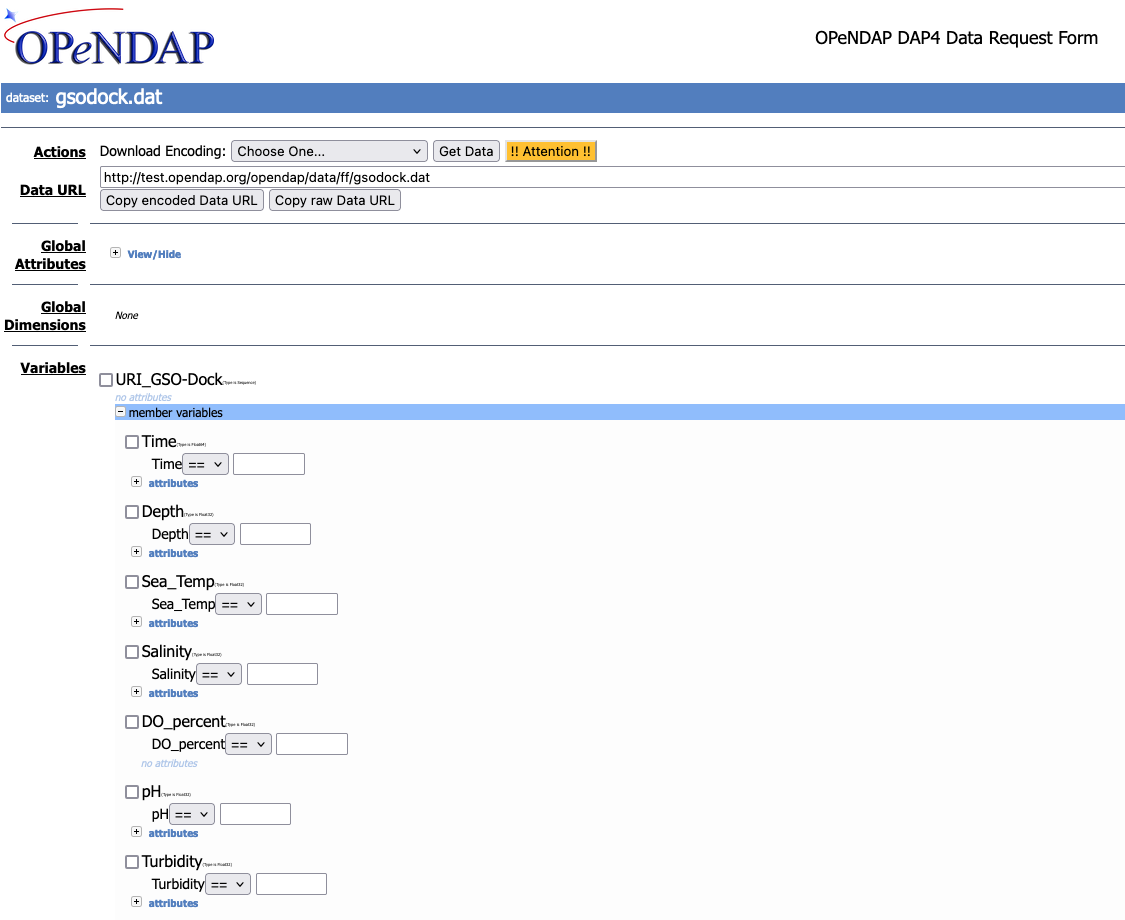 OPeNDAP
OPeNDAP DAP4 Data Request Form
dataset: gsodock.dat
Actions
Download Encoding: Choose One... Get Data !! Attention !!
Data URL
http://test.opendap.org/opendap/data/ff/gsodock.dat
Copy encoded Data URL Copy raw Data URL
Global
Attributes
+ View/Hide
Global
Dimensions
None
Variables
URI_GSO-Dock (Type is Sequence)
no attributes
- member variables
Time (Type is Float64)
Time ==
+ attributes
Depth (Type is Float32)
Depth ==
+ attributes
Sea_Temp (Type is Float32)
Sea_Temp ==
+ attributes
Salinity (Type is Float32)
Salinity ==
+ attributes
DO_percent (Type is Float32)
DO_percent ==
no attributes
pH (Type is Float32)
pH ==
+ attributes
Turbidity (Type is Float32)
Turbidity ==
+ attributes